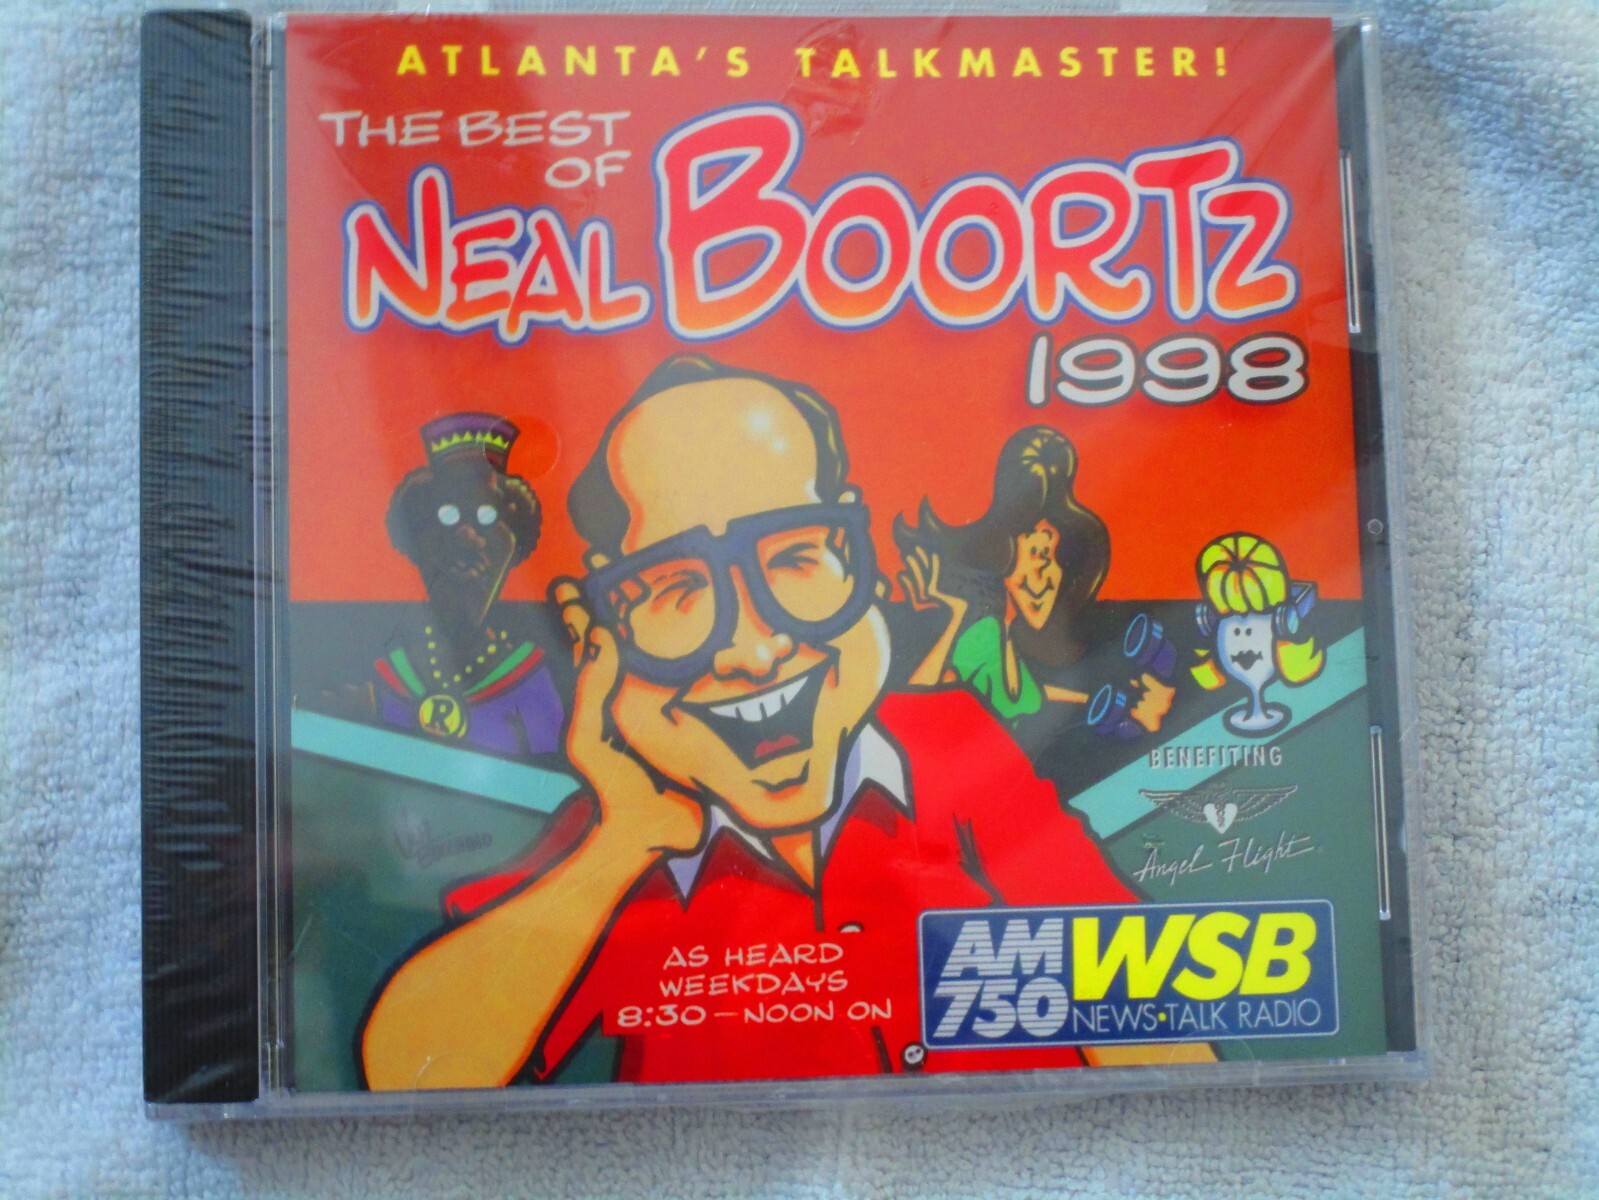 ATLANTA'S TALKMASTER!
THE BEST
OF
NEAL BOORTZ
1998
R
BENEFITING
Angel Flight
AS HEARD
WEEKDAYS
8:30 – NOON ON
AM
750
WSB
NEWS•TALK RADIO